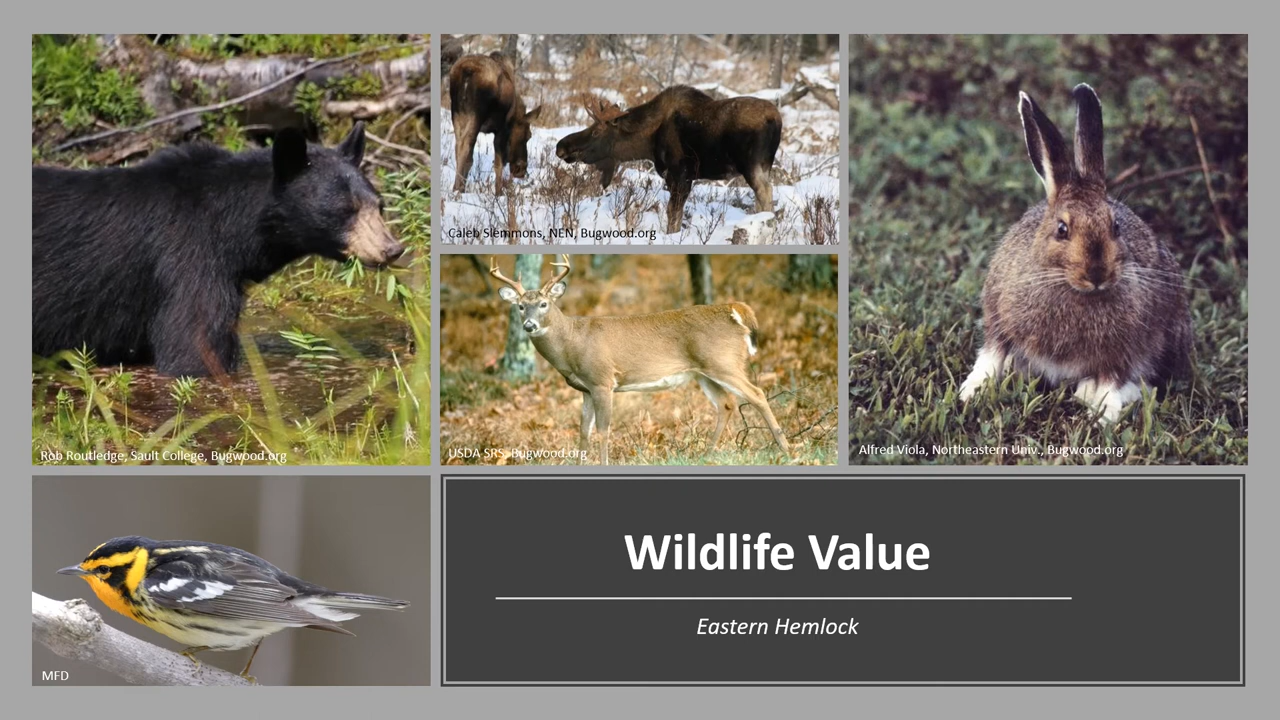 Caleb Slemmons, NEN, Bugwood.org
Rob Routledge, Sault College, Bugwood.org
USDA SRS, Bugwood.org
Alfred Viola, Northeastern Univ., Bugwood.org
MFD
Wildlife Value
Eastern Hemlock